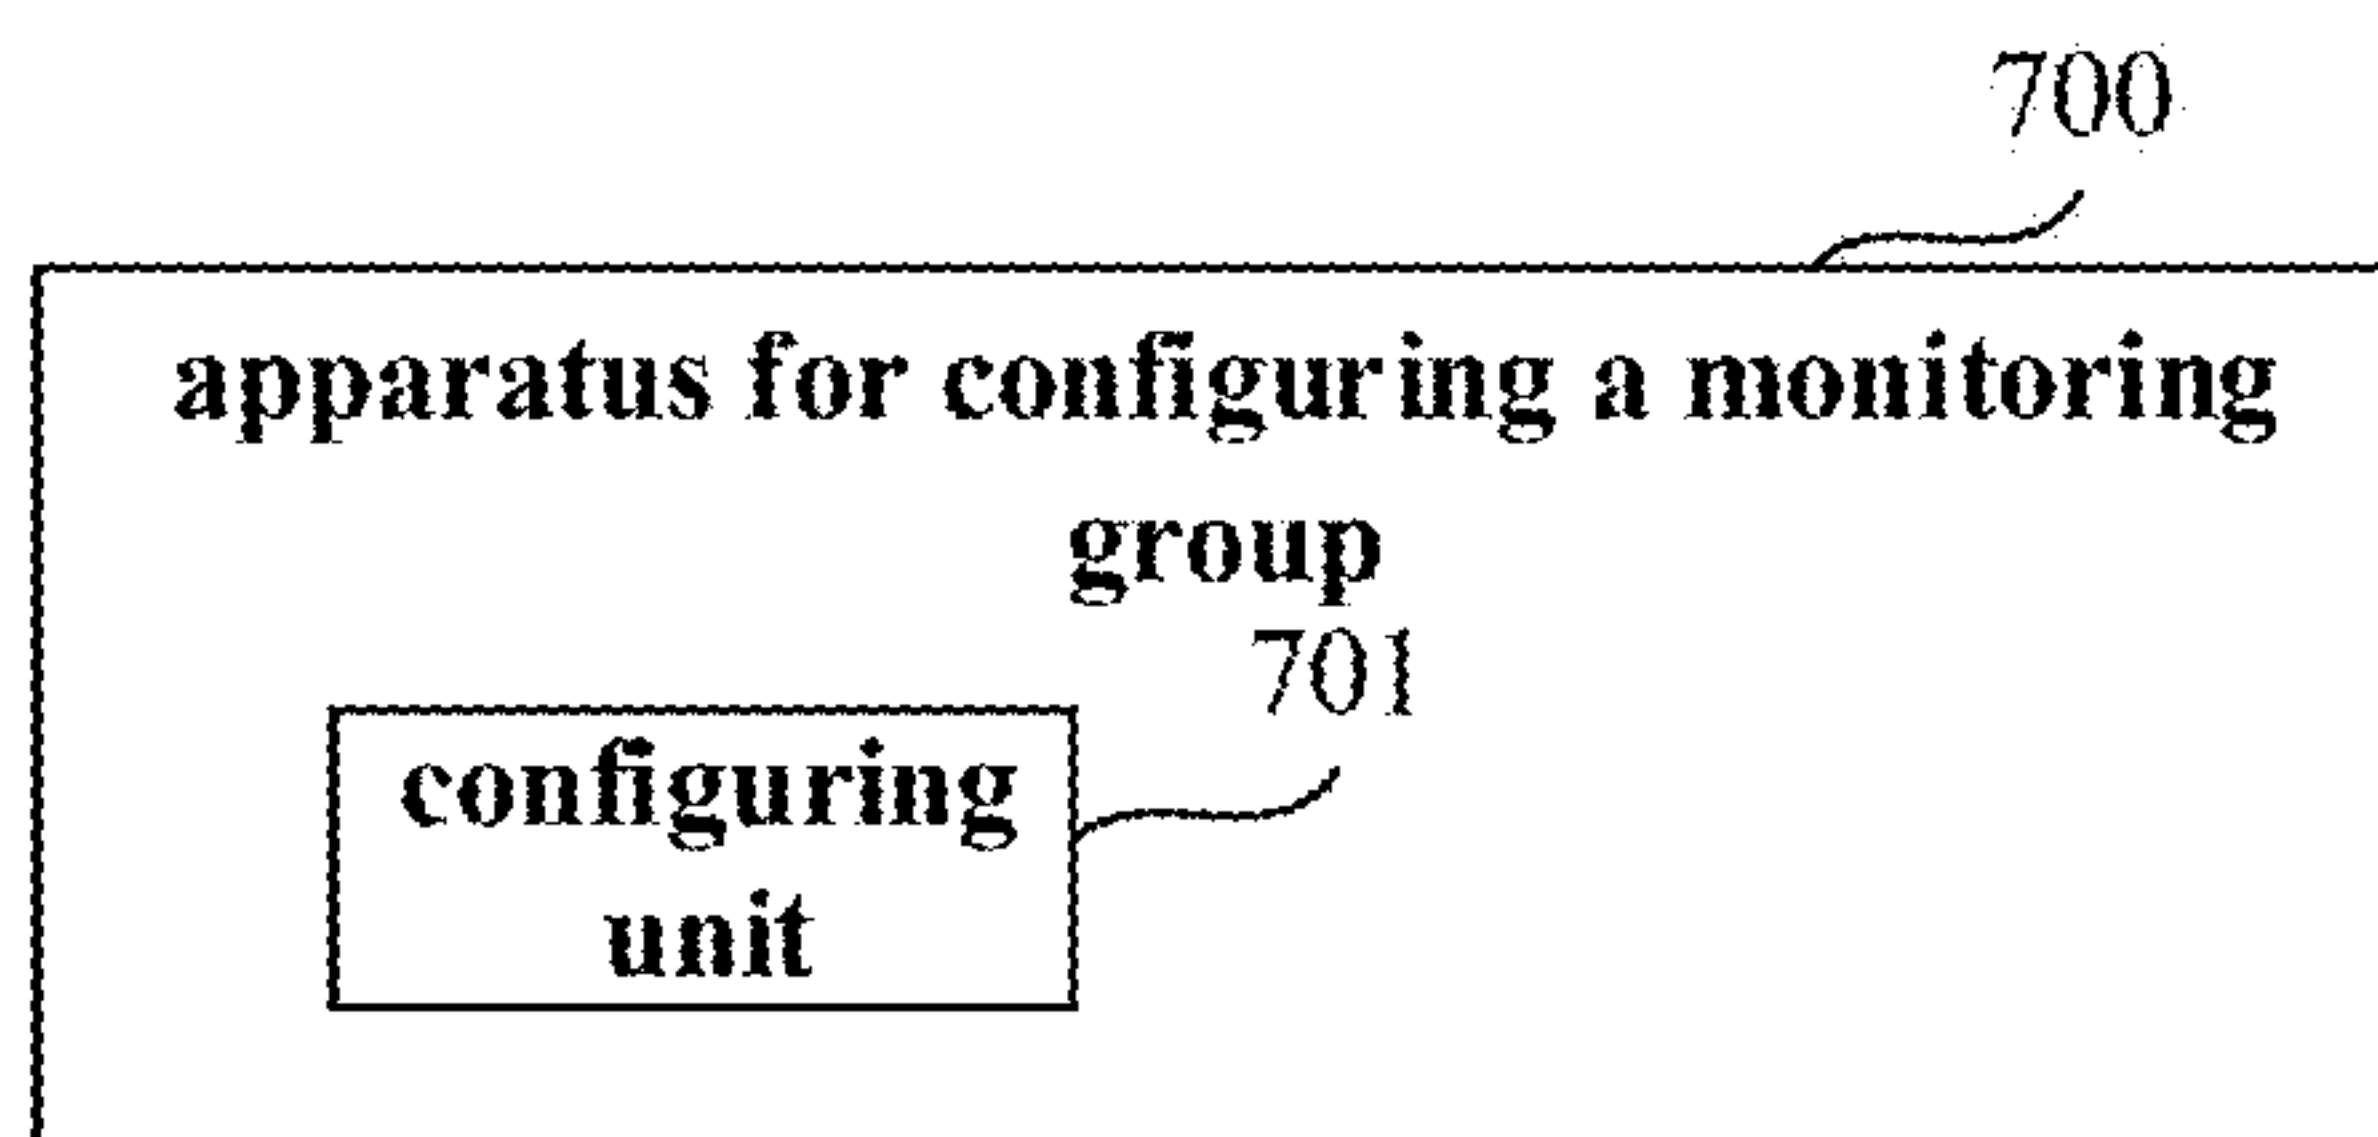 700
apparatus for configuring a monitoring
group
701
configuring
unit